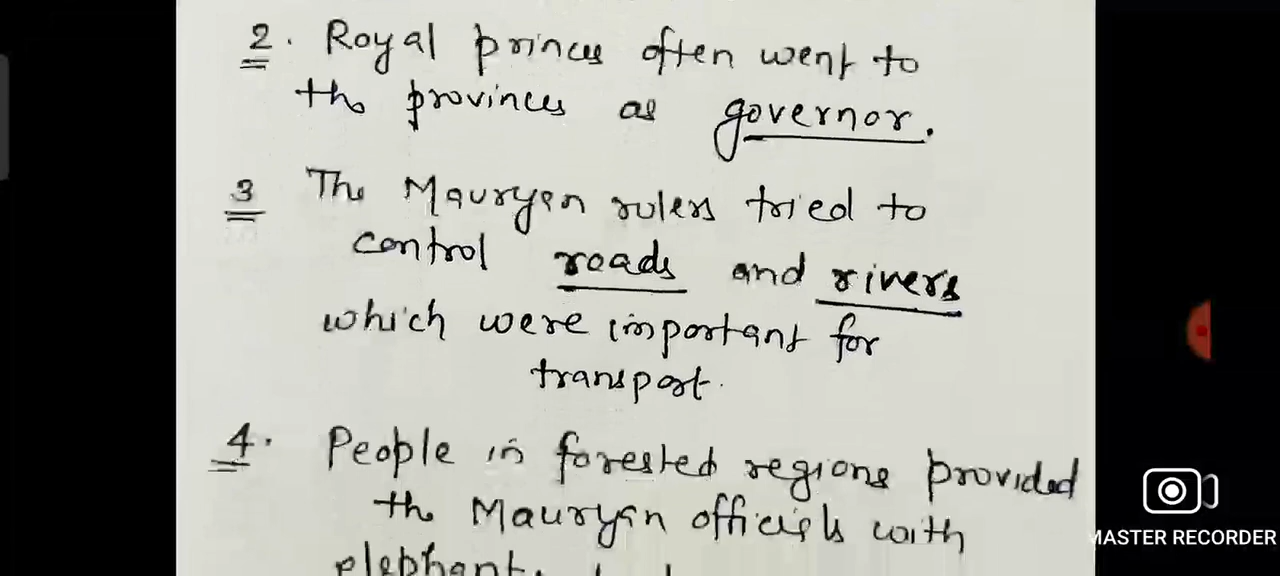 2. Royal princes often went to
the provinces as governor.
3 The Mauryan rulers tried to
control roads and rivers
which were important for
transport.
4. People in forested regions provided
the Mauryan officials with
elephant,
MASTER RECORDER